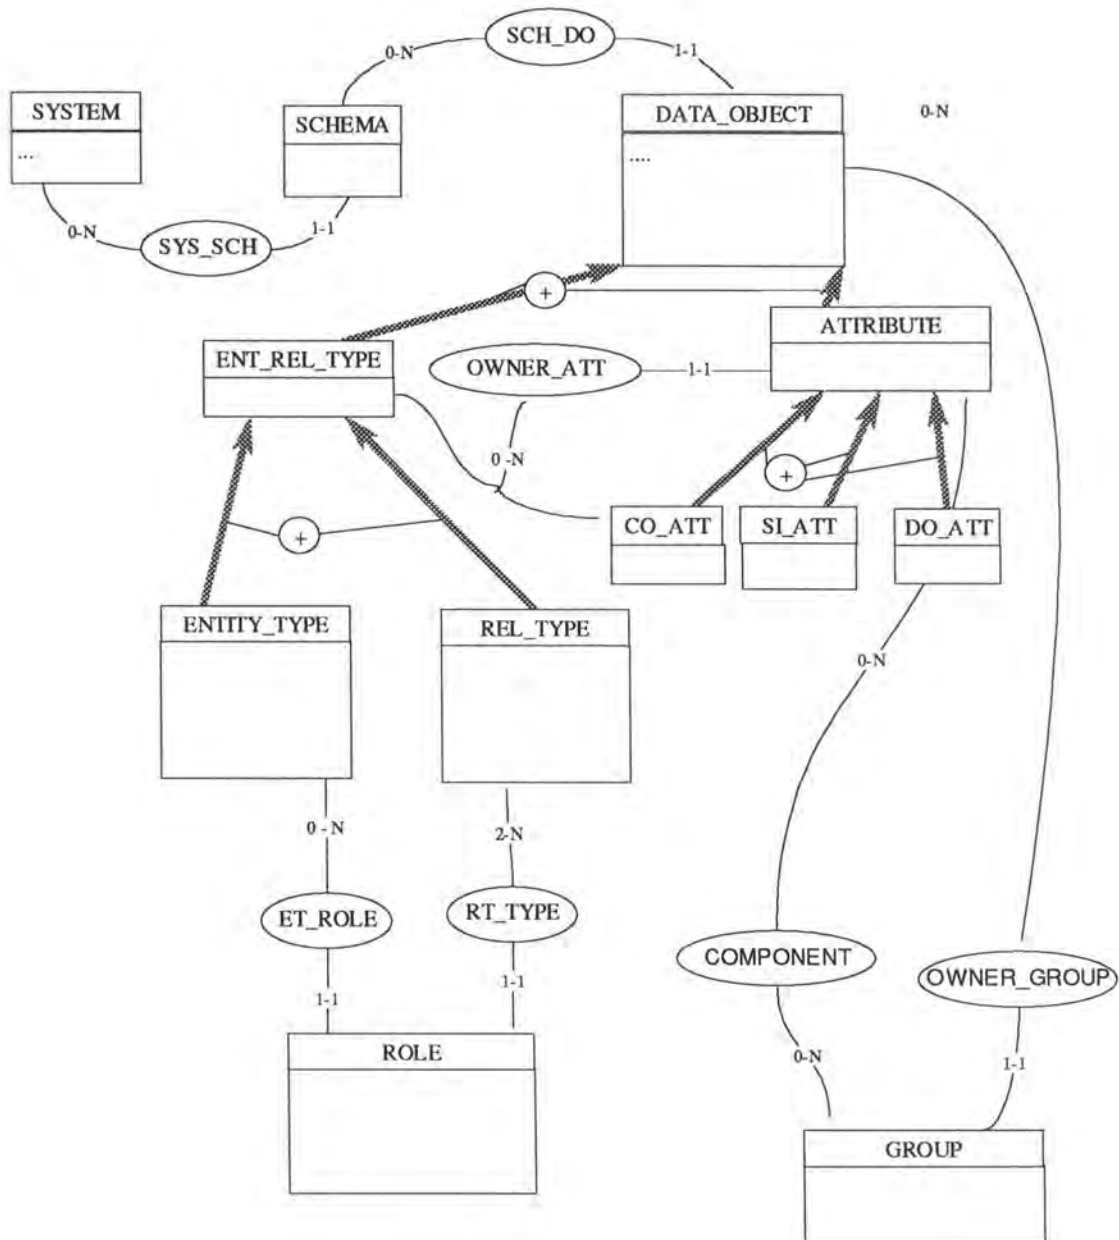 SCH_DO
0-N
1-1
SYSTEM
...
SCHEMA
DATA_OBJECT
....
0-N
0-N
SYS_SCH
1-1
+
ATTRIBUTE
ENT_REL_TYPE
OWNER_ATT
1-1
0 -N
+
+
CO_ATT
SI_ATT
DO_ATT
ENTITY_TYPE
REL_TYPE
0-N
0 - N
2-N
ET_ROLE
RT_TYPE
COMPONENT
OWNER_GROUP
1-1
1-1
ROLE
0-N
1-1
GROUP